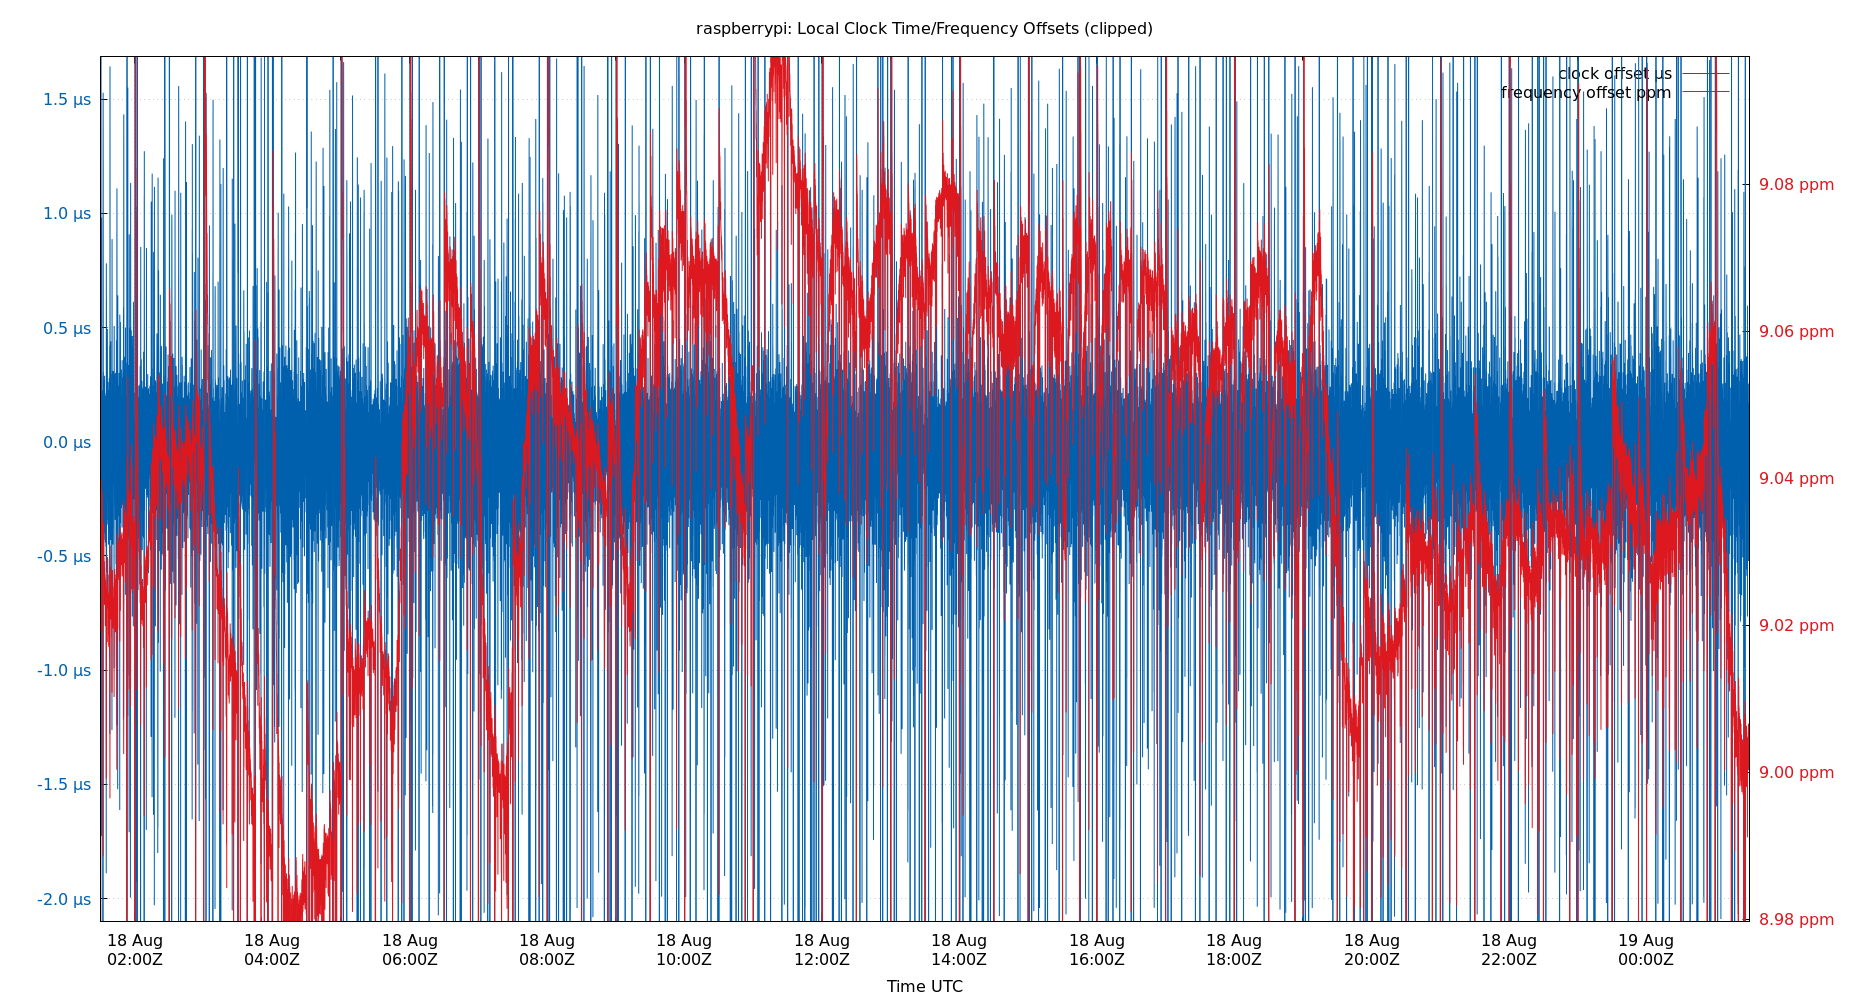 raspberrypi: Local Clock Time/Frequency Offsets (clipped)
clock offset µs
frequency offset ppm
1.5 µs
1.0 µs
0.5 µs
0.0 µs
-0.5 µs
-1.0 µs
-1.5 µs
-2.0 µs
9.08 ppm
9.06 ppm
9.04 ppm
9.02 ppm
9.00 ppm
8.98 ppm
18 Aug 18 Aug 18 Aug 18 Aug 18 Aug 18 Aug 18 Aug 18 Aug 18 Aug 18 Aug 18 Aug 19 Aug
02:00Z 04:00Z 06:00Z 08:00Z 10:00Z 12:00Z 14:00Z 16:00Z 18:00Z 20:00Z 22:00Z 00:00Z
Time UTC